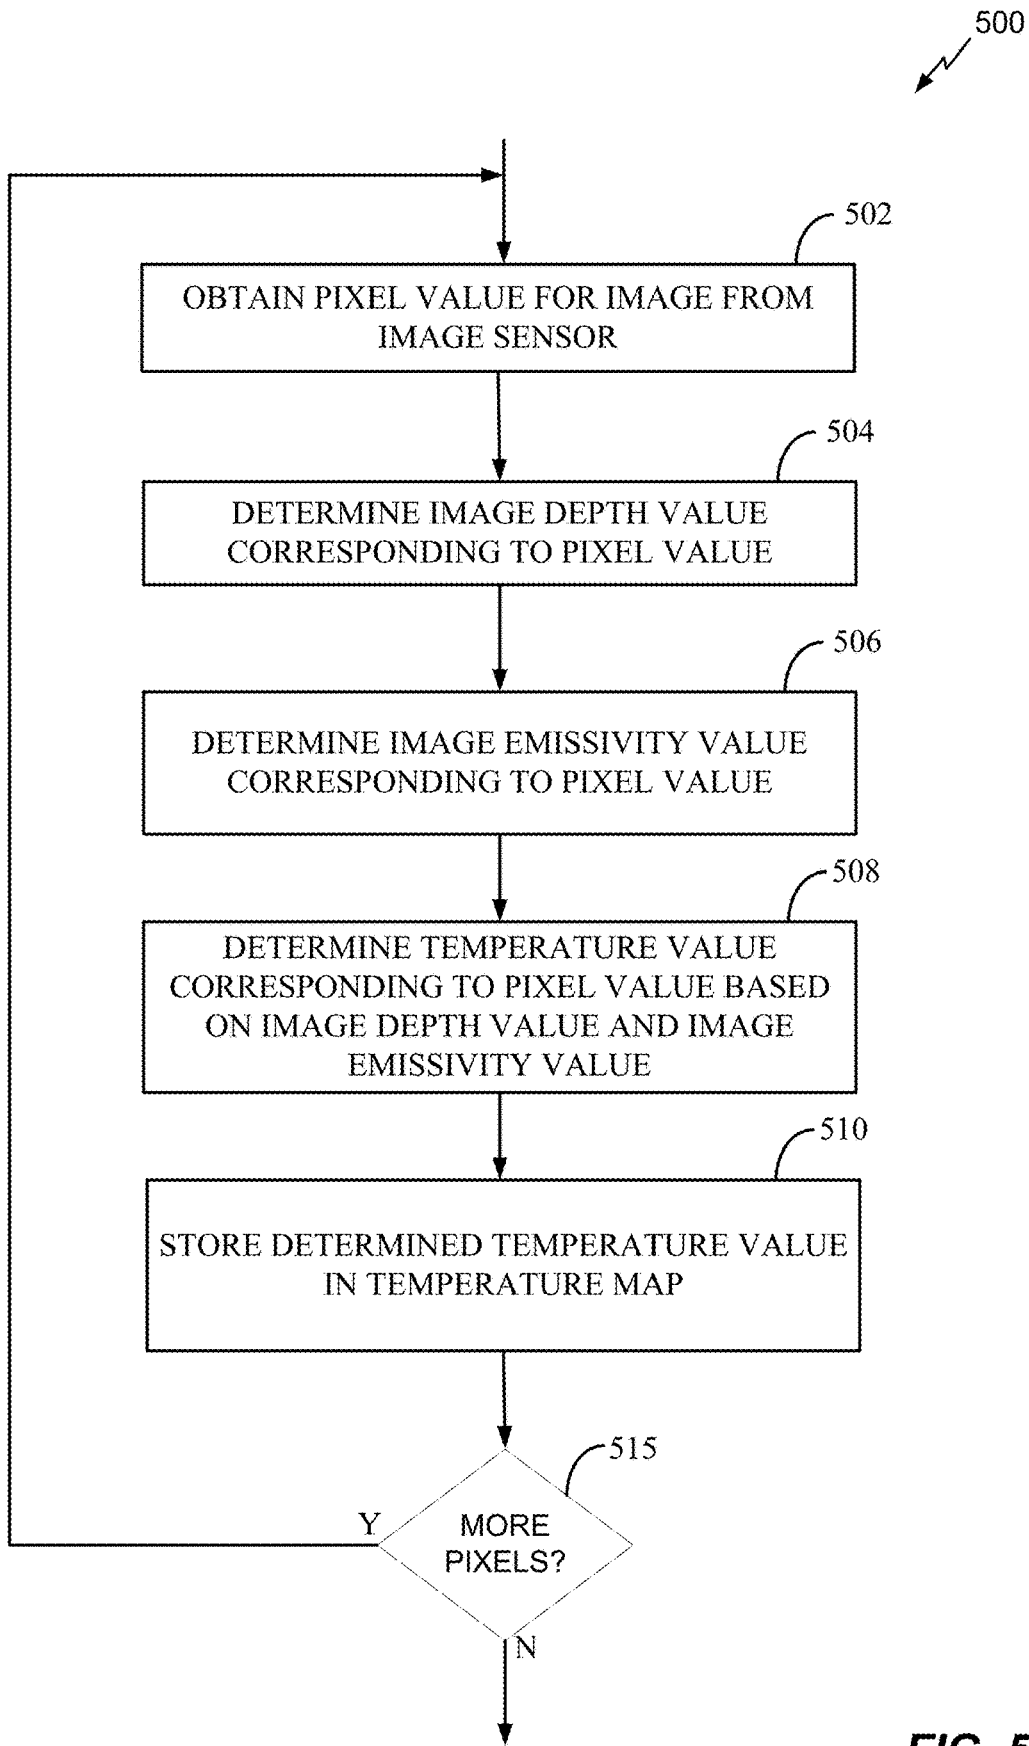 500
502
OBTAIN PIXEL VALUE FOR IMAGE FROM
IMAGE SENSOR
504
DETERMINE IMAGE DEPTH VALUE
CORRESPONDING TO PIXEL VALUE
506
DETERMINE IMAGE EMISSIVITY VALUE
CORRESPONDING TO PIXEL VALUE
508
DETERMINE TEMPERATURE VALUE
CORRESPONDING TO PIXEL VALUE BASED
ON IMAGE DEPTH VALUE AND IMAGE
EMISSIVITY VALUE
510
STORE DETERMINED TEMPERATURE VALUE
IN TEMPERATURE MAP
515
Y
MORE
PIXELS?
N
FIG. 5